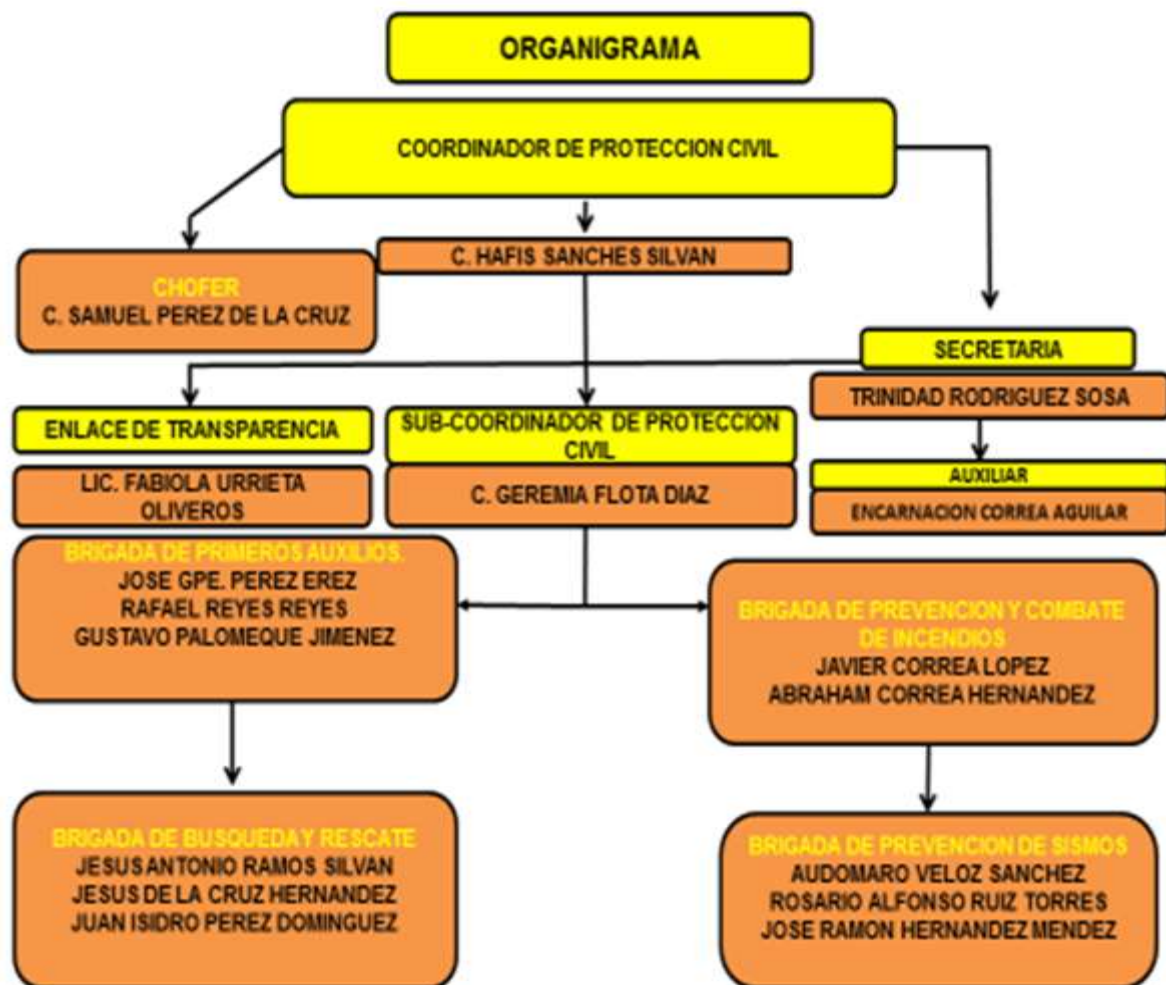 ORGANIGRAMA
COORDINADOR DE PROTECCION CIVIL
C. HAFIS SANCHES SILVAN
CHOFER
C. SAMUEL PEREZ DE LA CRUZ
SECRETARIA
TRINIDAD RODRIGUEZ SOSA
ENLACE DE TRANSPARENCIA
LIC. FABIOLA URRIETA
OLIVEROS
SUB-COORDINADOR DE PROTECCION
CIVIL
C. GEREMIA FLOTA DIAZ
AUXILIAR
ENCARNACION CORREA AGUILAR
BRIGADA DE PRIMEROS AUXILIOS.
JOSE GPE. PEREZ EREZ
RAFAEL REYES REYES
GUSTAVO PALOMEQUE JIMENEZ
BRIGADA DE PREVENCION Y COMBATE
DE INCENDIOS
JAVIER CORREA LOPEZ
ABRAHAM CORREA HERNANDEZ
BRIGADA DE BUSQUEDA Y RESCATE
JESUS ANTONIO RAMOS SILVAN
JESUS DE LA CRUZ HERNANDEZ
JUAN ISIDRO PEREZ DOMINGUEZ
BRIGADA DE PREVENCION DE SISMOS
AUDOMARO VELOZ SANCHEZ
ROSARIO ALFONSO RUIZ TORRES
JOSE RAMON HERNANDEZ MENDEZ